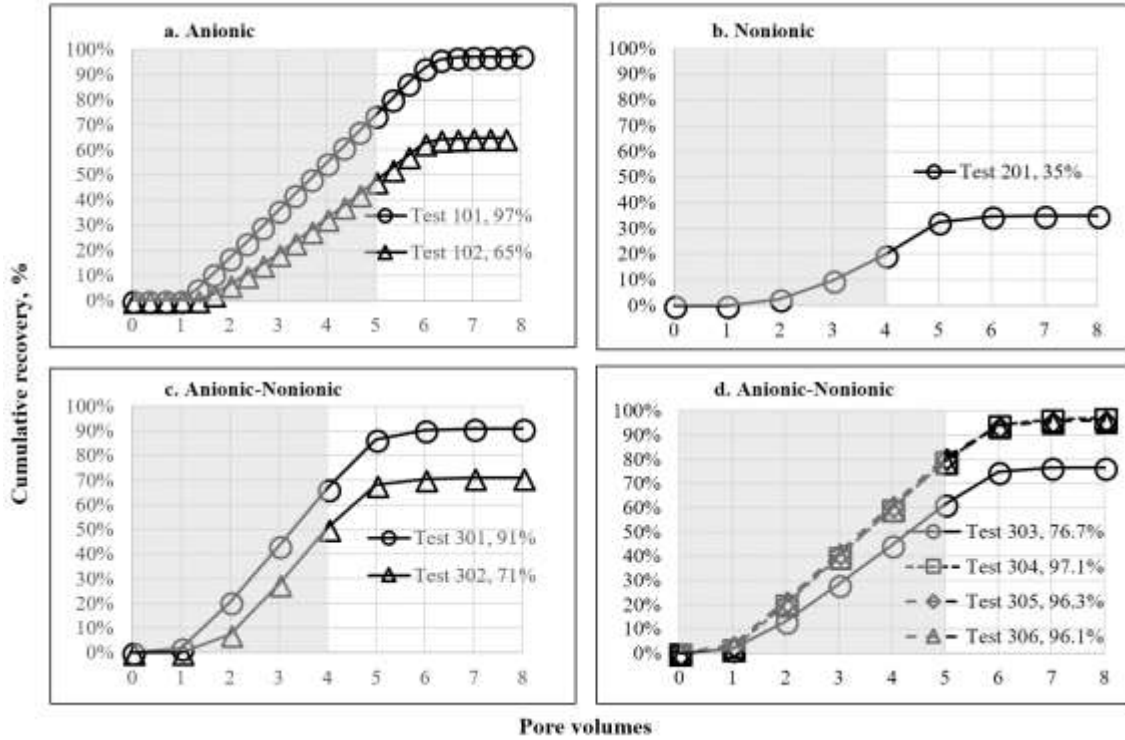 a. Anionic
100%
90%
80%
70%
60%
50%
40%
30%
20%
10%
0%
0 1 2 3 4 5 6 7 8
Test 101, 97%
Test 102, 65%
b. Nonionic
100%
90%
80%
70%
60%
50%
40%
30%
20%
10%
0%
0 1 2 3 4 5 6 7 8
Test 201, 35%
Cumulative recovery, %
c. Anionic-Nonionic
100%
90%
80%
70%
60%
50%
40%
30%
20%
10%
0%
0 1 2 3 4 5 6 7 8
Test 301, 91%
Test 302, 71%
d. Anionic-Nonionic
100%
90%
80%
70%
60%
50%
40%
30%
20%
10%
0%
0 1 2 3 4 5 6 7 8
Test 303, 76.7%
Test 304, 97.1%
Test 305, 96.3%
Test 306, 96.1%
Pore volumes